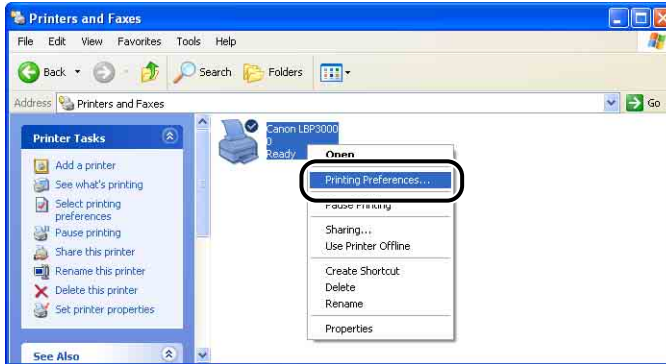 Printers and Faxes
File Edit View Favorites Tools Help
Back Search Folders
Address Printers and Faxes Go
Printer Tasks
Add a printer
See what's printing
Select printing
preferences
Pause printing
Share this printer
Rename this printer
Delete this printer
Set printer properties
See Also
Canon LBP3000
0
Ready
Open
Printing Preferences...
Pause Printing
Sharing...
Use Printer Offline
Create Shortcut
Delete
Rename
Properties